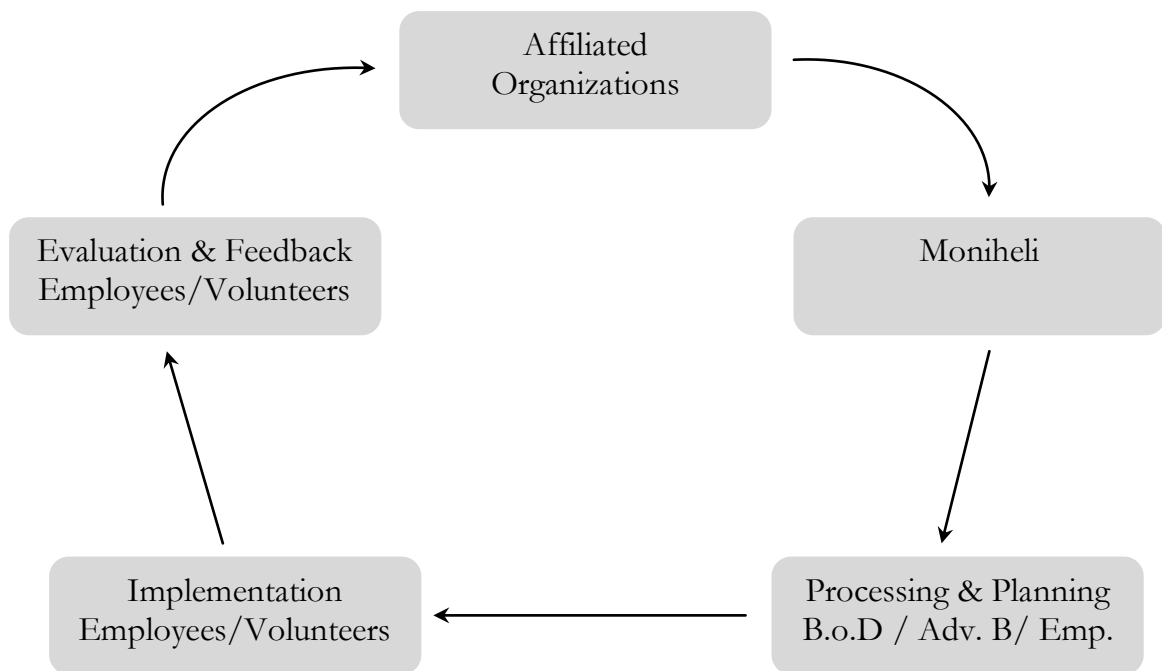 Affiliated
Organizations
Evaluation & Feedback
Employees/Volunteers
Moniheli
Implementation
Employees/Volunteers
Processing & Planning
B.o.D / Adv. B/ Emp.